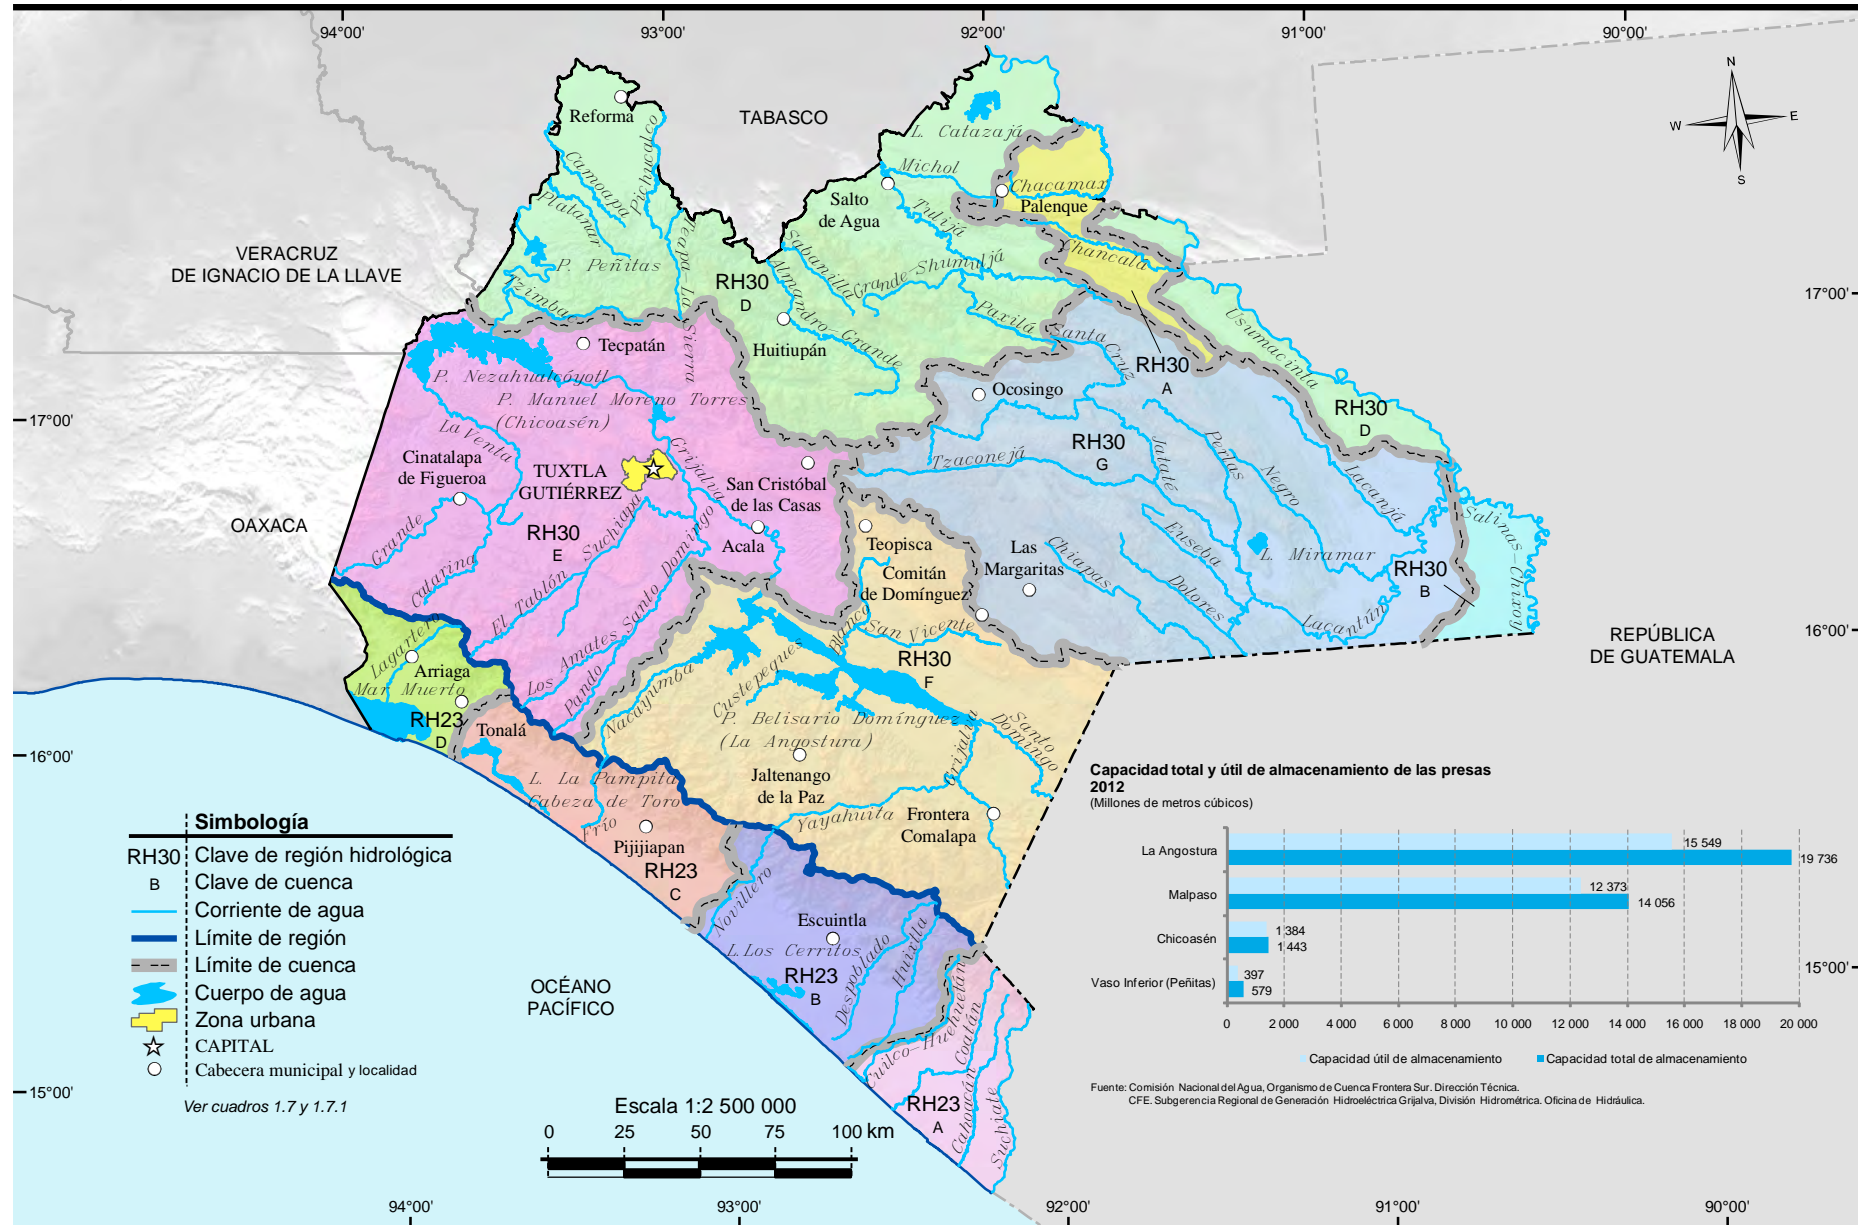 94°00'
93°00'
92°00'
91°00'
90°00'
N
W
E
S
TABASCO
Reforma
L. Catazajá
Camoapa
Pichucalco
Platanar
Michol
Chacamax
Palenque
Salto
de Agua
Tulijá
VERACRUZ
DE IGNACIO DE LA LLAVE
P. Peñitas
Teapa La
Sierra
Sabanilla
Almandro-Grande
Grande-Shumuljá
Chancala
RH30
D
Tzimba
17°00'
Paxilá
Santa
Cruz
Usumacinta
Tecpatán
Huitiupán
RH30
A
P. Nezahualcóyotl
P. Manuel Moreno Torres
(Chicoasén)
Ocosingo
17°00'
RH30
D
La Venta
Grijalva
RH30
G
Tzaconejá
Jataté
Perlas
Negro
Lacanjá
Cinatalapa
de Figueroa
TUXTLA
GUTIÉRREZ
San Cristóbal
de las Casas
OAXACA
Grande
RH30
E
Suchiapa
Santo Domingo
Acala
Teopisca
Las
Margaritas
Chiapas
Euseba
L. Miramar
Salinas-Chixoy
Catarina
El Tablón
Comitán
de Domínguez
RH30
B
Dolores
Lacantún
Lagartero
Los Amates
Blanco
San Vicente
16°00'
REPÚBLICA
DE GUATEMALA
Arriaga
Mar Muerto
Pando
Nacayumba
Custepeques
RH30
F
RH23
D
Tonalá
P. Belisario Domínguez
(La Angostura)
Grijalva
Santo
Domingo
16°00'
L. La Pampita
Cabeza de Toro
Jaltenango
de la Paz
Frío
Yayahuita
Frontera
Comalapa
Pijijiapan
RH23
C
Novillero
Escuintla
L. Los Cerritos
RH23
B
Despoblado
Huixtla
OCÉANO
PACÍFICO
Cuilco-Huehuetán
Coatán
Cahoacán
Suchiate
RH23
A
15°00'
15°00'
Simbología
RH30 Clave de región hidrológica
B Clave de cuenca
Corriente de agua
Límite de región
Límite de cuenca
Cuerpo de agua
Zona urbana
CAPITAL
Cabecera municipal y localidad
Ver cuadros 1.7 y 1.7.1
Escala 1:2 500 000
0 25 50 75 100 km
Capacidad total y útil de almacenamiento de las presas
2012
(Millones de metros cúbicos)
La Angostura
15 549
19 736
Malpaso
12 373
14 056
Chicoasén
1 384
1 443
Vaso Inferior (Peñitas)
397
579
0 2 000 4 000 6 000 8 000 10 000 12 000 14 000 16 000 18 000 20 000
Capacidad útil de almacenamiento Capacidad total de almacenamiento
Fuente: Comisión Nacional del Agua, Organismo de Cuenca Frontera Sur. Dirección Técnica.
CFE. Subgerencia Regional de Generación Hidroeléctrica Grijalva, División Hidrométrica. Oficina de Hidráulica.
94°00'
93°00'
92°00'
91°00'
90°00'